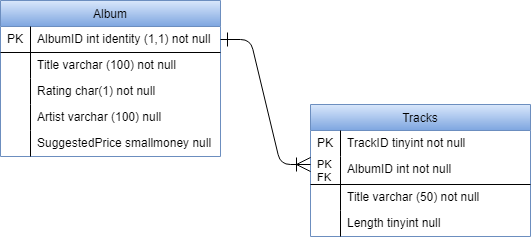 Album
PK AlbumID int identity (1,1) not null
Title varchar (100) not null
Rating char(1) not null
Artist varchar (100) null
SuggestedPrice smallmoney null
Tracks
PK TrackID tinyint not null
PK FK AlbumID int not null
Title varchar (50) not null
Length tinyint null